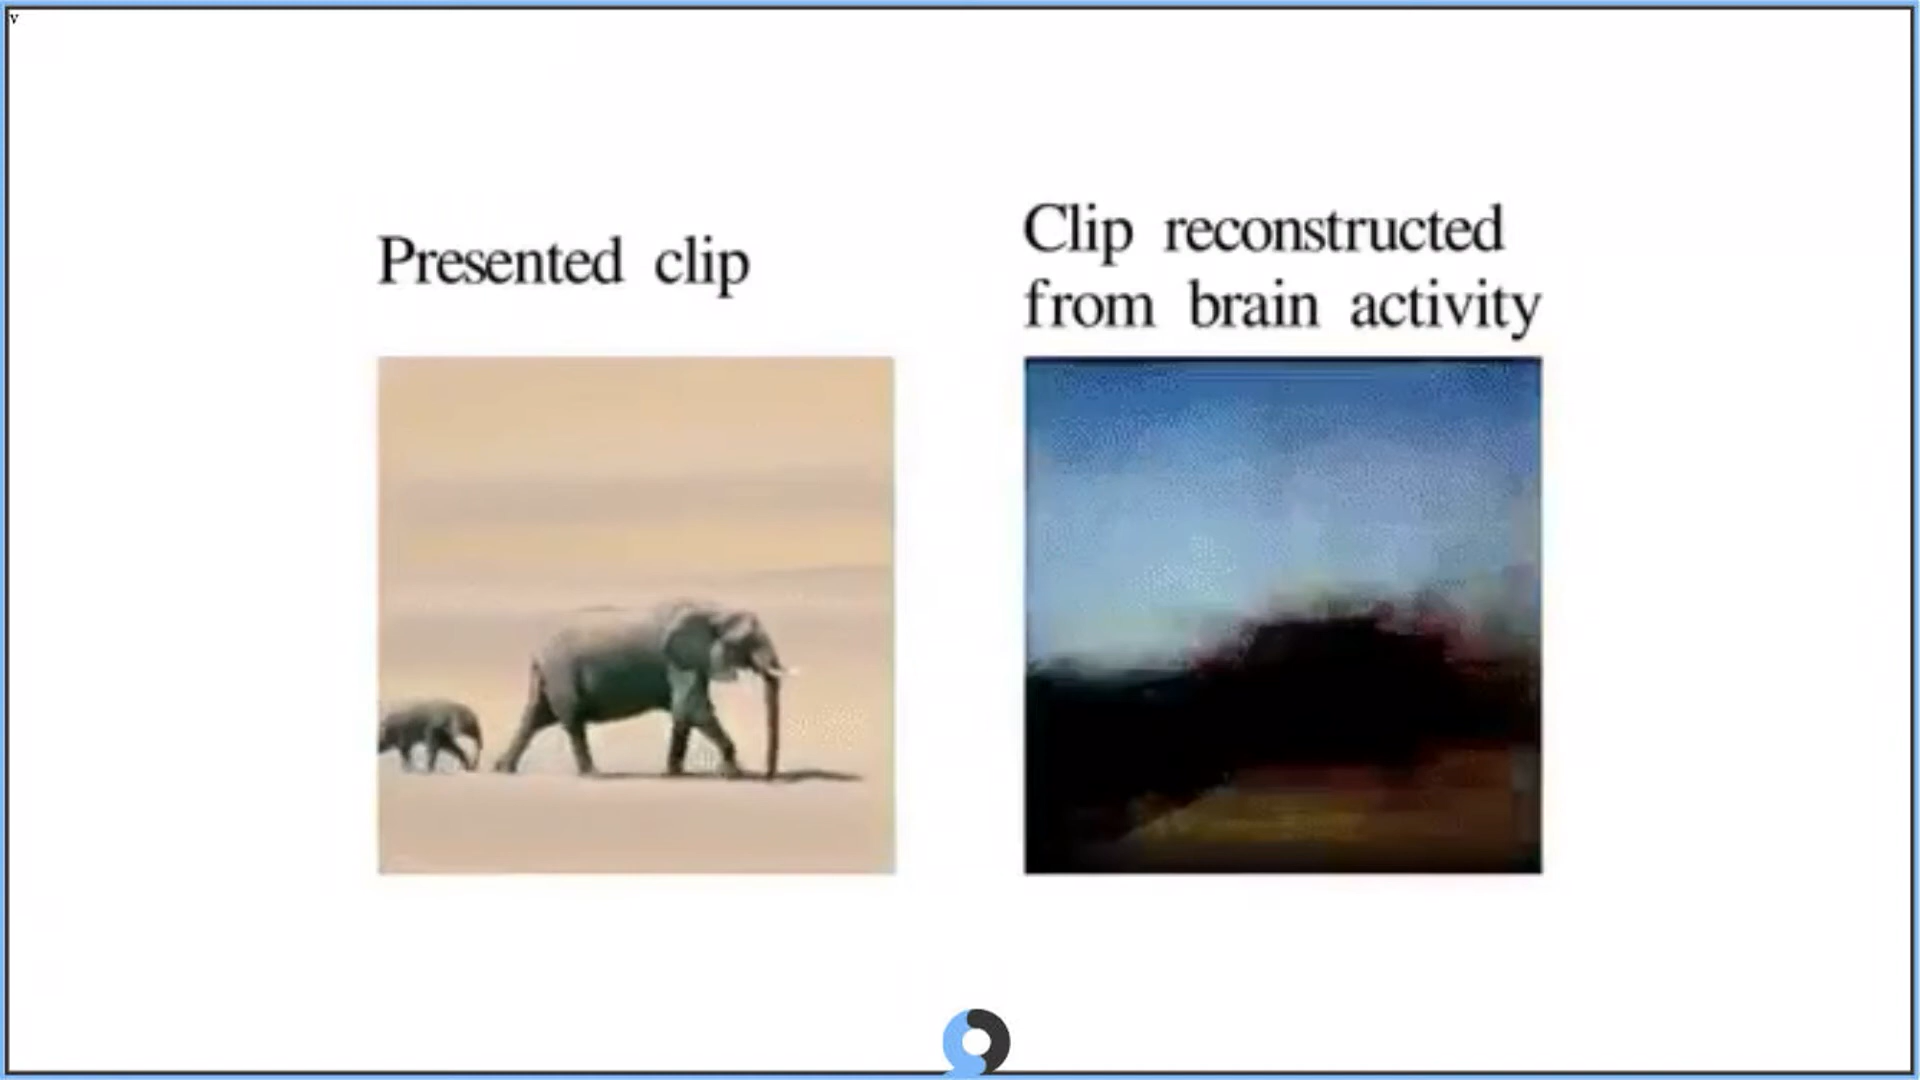 v
Presented clip
Clip reconstructed
from brain activity